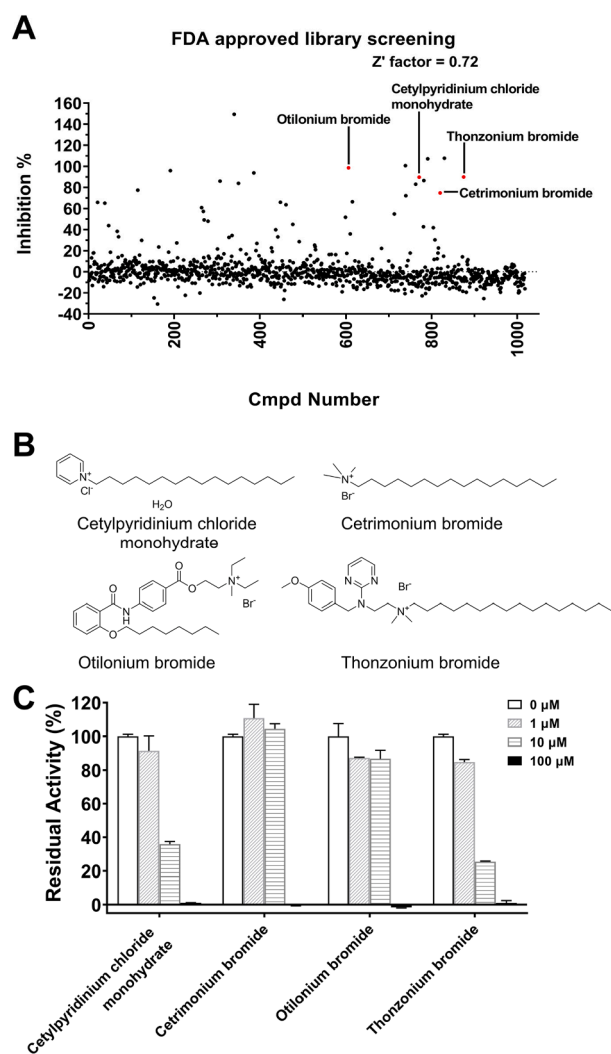 A
FDA approved library screening
Z' factor = 0.72
Cetylpyridinium chloride
monohydrate
Otilonium bromide
Thonzonium bromide
Cetrimonium bromide
Inhibition %
160
140
120
100
80
60
40
20
0
-20
-40
0
200
400
600
800
1000
Cmpd Number
B
N+
Cl-
H2O
Cetylpyridinium chloride
monohydrate
N+
Br-
Cetrimonium bromide
O
O
N+
O
N
H
Br-
O
Otilonium bromide
O
N
N
N
N+
Br-
Thonzonium bromide
C
Residual Activity (%)
120
100
80
60
40
20
0
0 µM
1 µM
10 µM
100 µM
Cetylpyridinium chloride
monohydrate
Cetrimonium bromide
Otilonium bromide
Thonzonium bromide